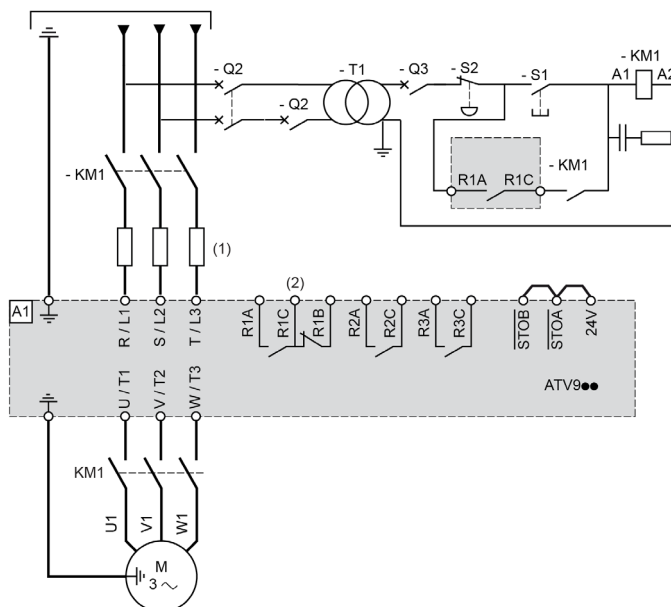 - Q2
- T1
- Q3
- S2
- S1
- KM1
A1
A2
- Q2
- KM1
R1A
R1C
- KM1
(1)
(2)
A1
R / L1
S / L2
T / L3
R1A
R1C
R1B
R2A
R2C
R3A
R3C
STOB
STOA
24V
U / T1
V / T2
W / T3
ATV9●●
KM1
U1
V1
W1
M
3 ~